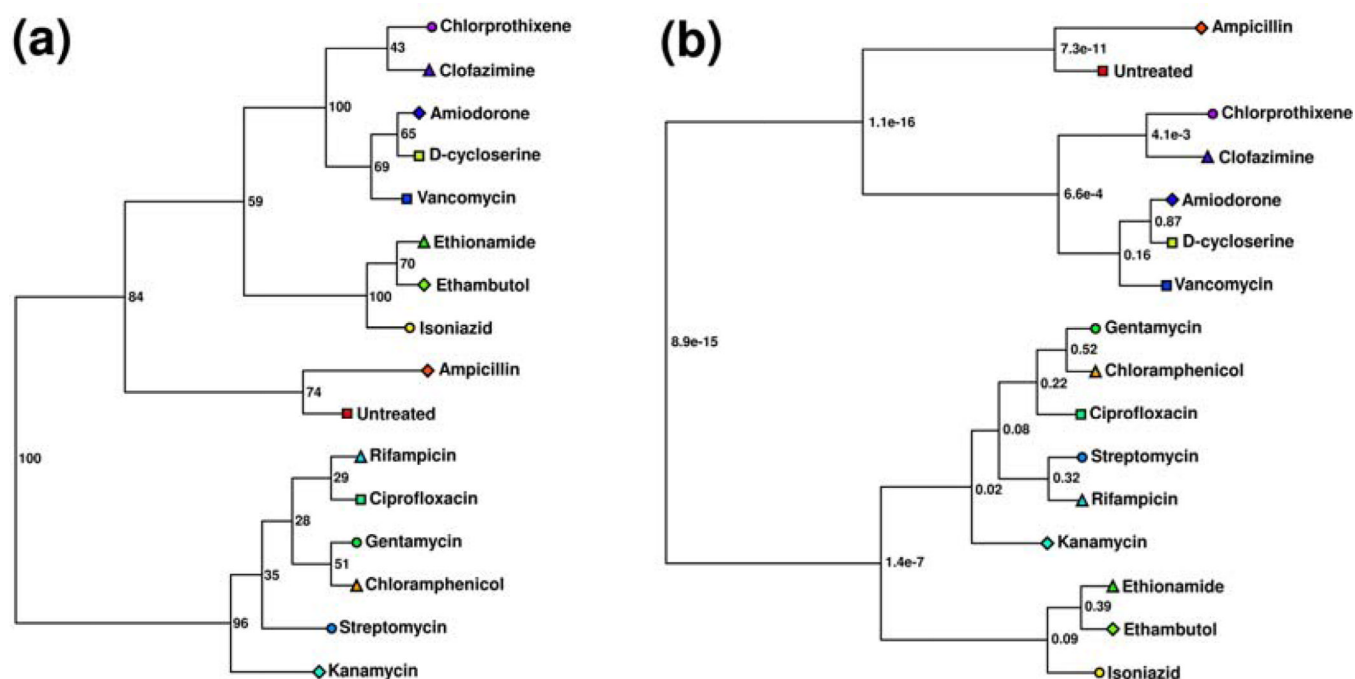 (a)
Chlorprothixene
43
Clofazimine
100
Amiodorone
65
D-cycloserine
69
Vancomycin
59
Ethionamide
70
Ethambutol
100
Isoniazid
84
Ampicillin
74
Untreated
100
Rifampicin
29
Ciprofloxacin
28
Gentamycin
51
Chloramphenicol
35
Streptomycin
96
Kanamycin
(b)
Ampicillin
7.3e-11
Untreated
1.1e-16
Chlorprothixene
4.1e-3
Clofazimine
6.6e-4
Amiodorone
0.87
D-cycloserine
0.16
Vancomycin
8.9e-15
Gentamycin
0.52
Chloramphenicol
0.22
Ciprofloxacin
0.08
Streptomycin
0.32
Rifampicin
0.02
Kanamycin
1.4e-7
Ethionamide
0.39
Ethambutol
0.09
Isoniazid